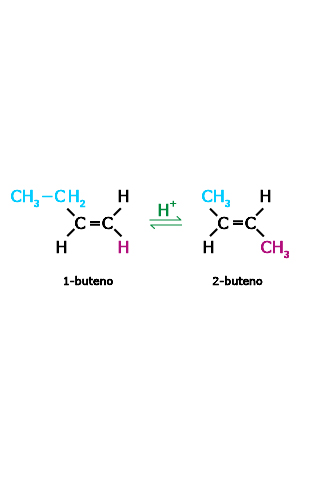 CH3-CH2 H CH3 H
C=C H+ ⇌ C=C
H H H CH3
1-buteno 2-buteno